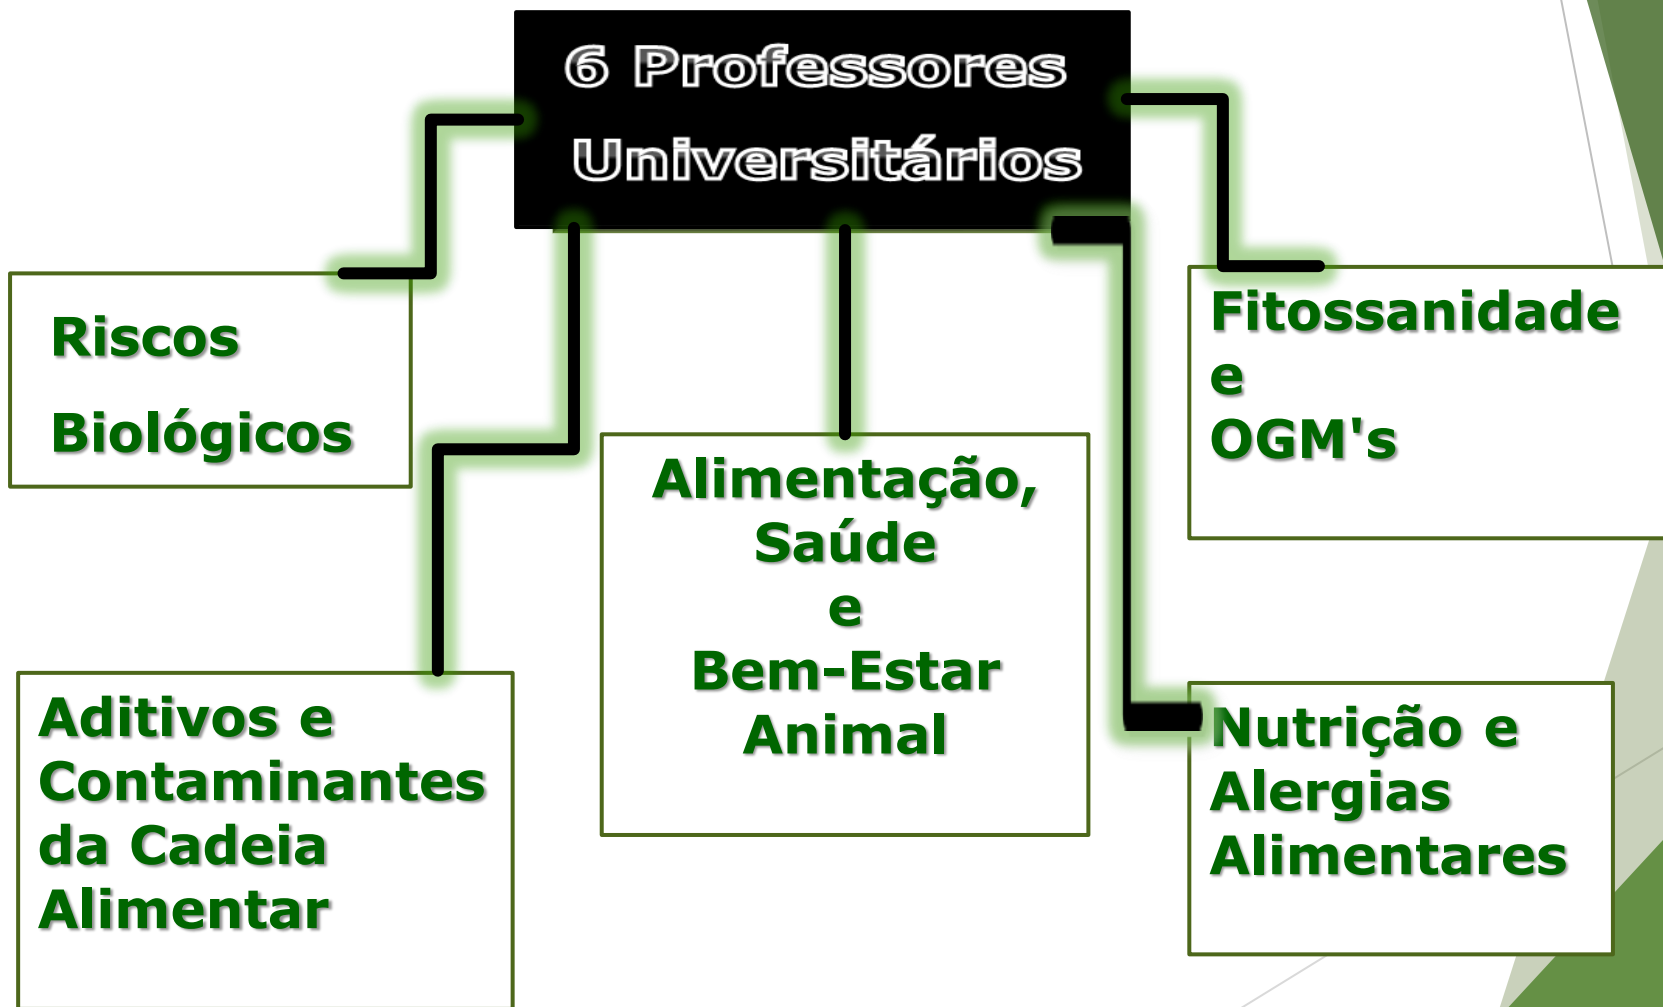 6 Professores
Universitários
Riscos
Biológicos
Fitossanidade
e
OGM's
Alimentação,
Saúde
e
Bem-Estar
Animal
Aditivos e
Contaminantes
da Cadeia
Alimentar
Nutrição e
Alergias
Alimentares